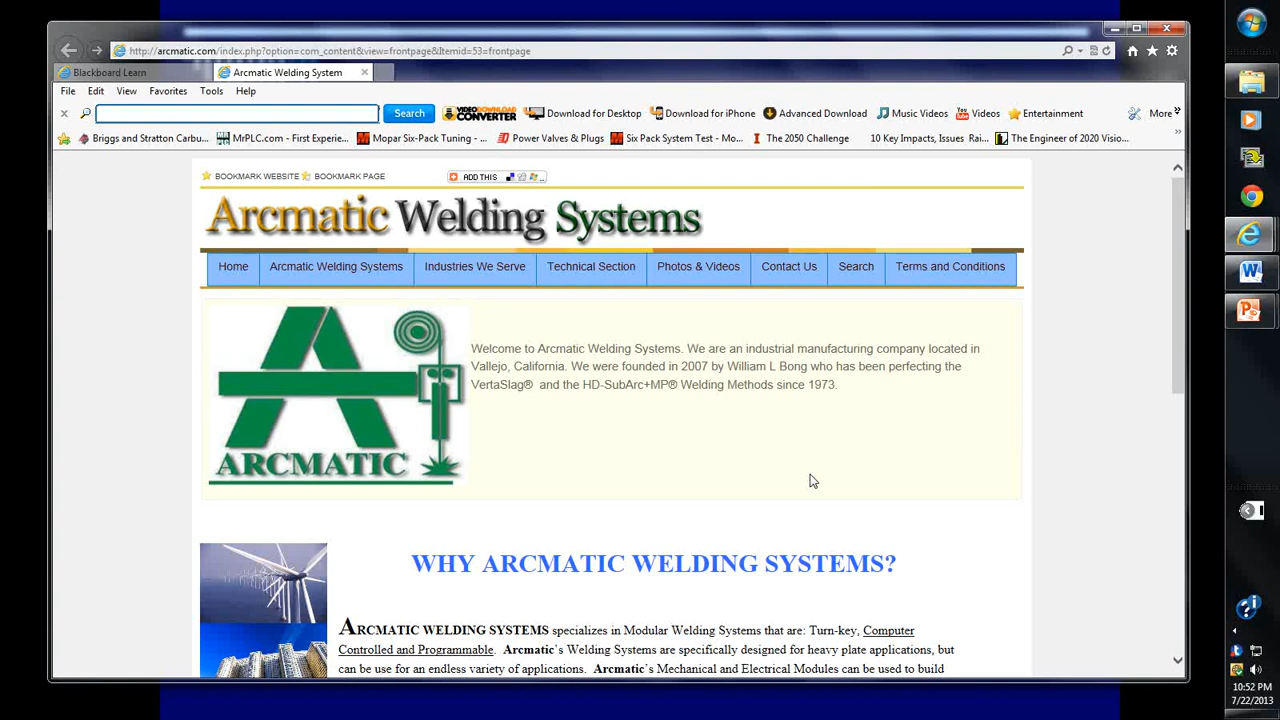 http://arcmatic.com/index.php?option=com_content&view=frontpage&Itemid=53=frontpage
Blackboard Learn
Arcmatic Welding System
File Edit View Favorites Tools Help
Search VIDEO DOWNLOAD CONVERTER Download for Desktop Download for iPhone Advanced Download Music Videos You Tube Videos Entertainment More
Briggs and Stratton Carbu... MrPLC.com - First Experie... Mopar Six-Pack Tuning - ... Power Valves & Plugs Six Pack System Test - Mo... The 2050 Challenge 10 Key Impacts, Issues Rai... The Engineer of 2020 Visio...
BOOKMARK WEBSITE BOOKMARK PAGE ADD THIS
Arcmatic Welding Systems
Home Arcmatic Welding Systems Industries We Serve Technical Section Photos & Videos Contact Us Search Terms and Conditions
Welcome to Arcmatic Welding Systems. We are an industrial manufacturing company located in
Vallejo, California. We were founded in 2007 by William L Bong who has been perfecting the
VertaSlag® and the HD-SubArc+MP® Welding Methods since 1973.
ARCMATIC
WHY ARCMATIC WELDING SYSTEMS?
ARCMATIC WELDING SYSTEMS specializes in Modular Welding Systems that are: Turn-key, Computer
Controlled and Programmable. Arcmatic's Welding Systems are specifically designed for heavy plate applications, but
can be use for an endless variety of applications. Arcmatic's Mechanical and Electrical Modules can be used to build
10:52 PM
7/22/2013